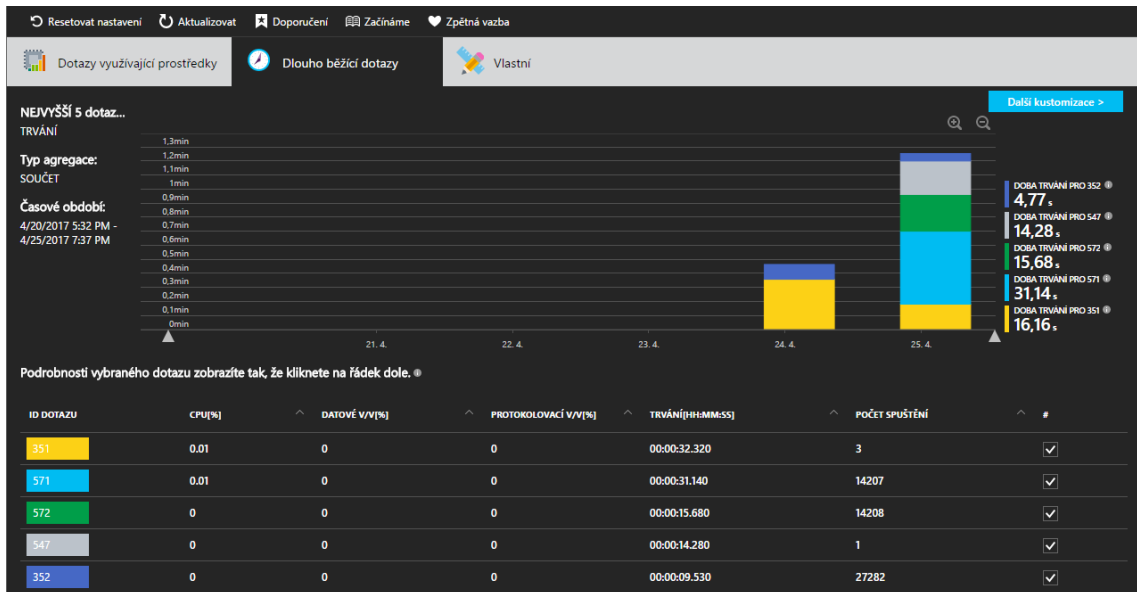 Resetovat nastavení Aktualizovat Doporučení Začínáme Zpětná vazba
Dotazy využívající prostředky Dlouho běžící dotazy Vlastní
Další kustomizace >
NEJVYŠŠÍ 5 dotaz...
TRVÁNÍ
Typ agregace:
SOUČET
Časové období:
4/20/2017 5:32 PM -
4/25/2017 7:37 PM
1,3min
1,2min
1,1min
1min
0,9min
0,8min
0,7min
0,6min
0,5min
0,4min
0,3min
0,2min
0,1min
0min
21. 4. 22. 4. 23. 4. 24. 4. 25. 4.
DOBA TRVÁNÍ PRO 352
4,77 s
DOBA TRVÁNÍ PRO 547
14,28 s
DOBA TRVÁNÍ PRO 572
15,68 s
DOBA TRVÁNÍ PRO 571
31,14 s
DOBA TRVÁNÍ PRO 351
16,16 s
Podrobnosti vybraného dotazu zobrazíte tak, že kliknete na řádek dole.
ID DOTAZU CPU[%] DATOVÉ V/V[%] PROTOKOLOVACÍ V/V[%] TRVÁNÍ[HH:MM:SS] POČET SPUŠTĚNÍ #
351 0.01 0 0 00:00:32.320 3
571 0.01 0 0 00:00:31.140 14207
572 0 0 0 00:00:15.680 14208
547 0 0 0 00:00:14.280 1
352 0 0 0 00:00:09.530 27282